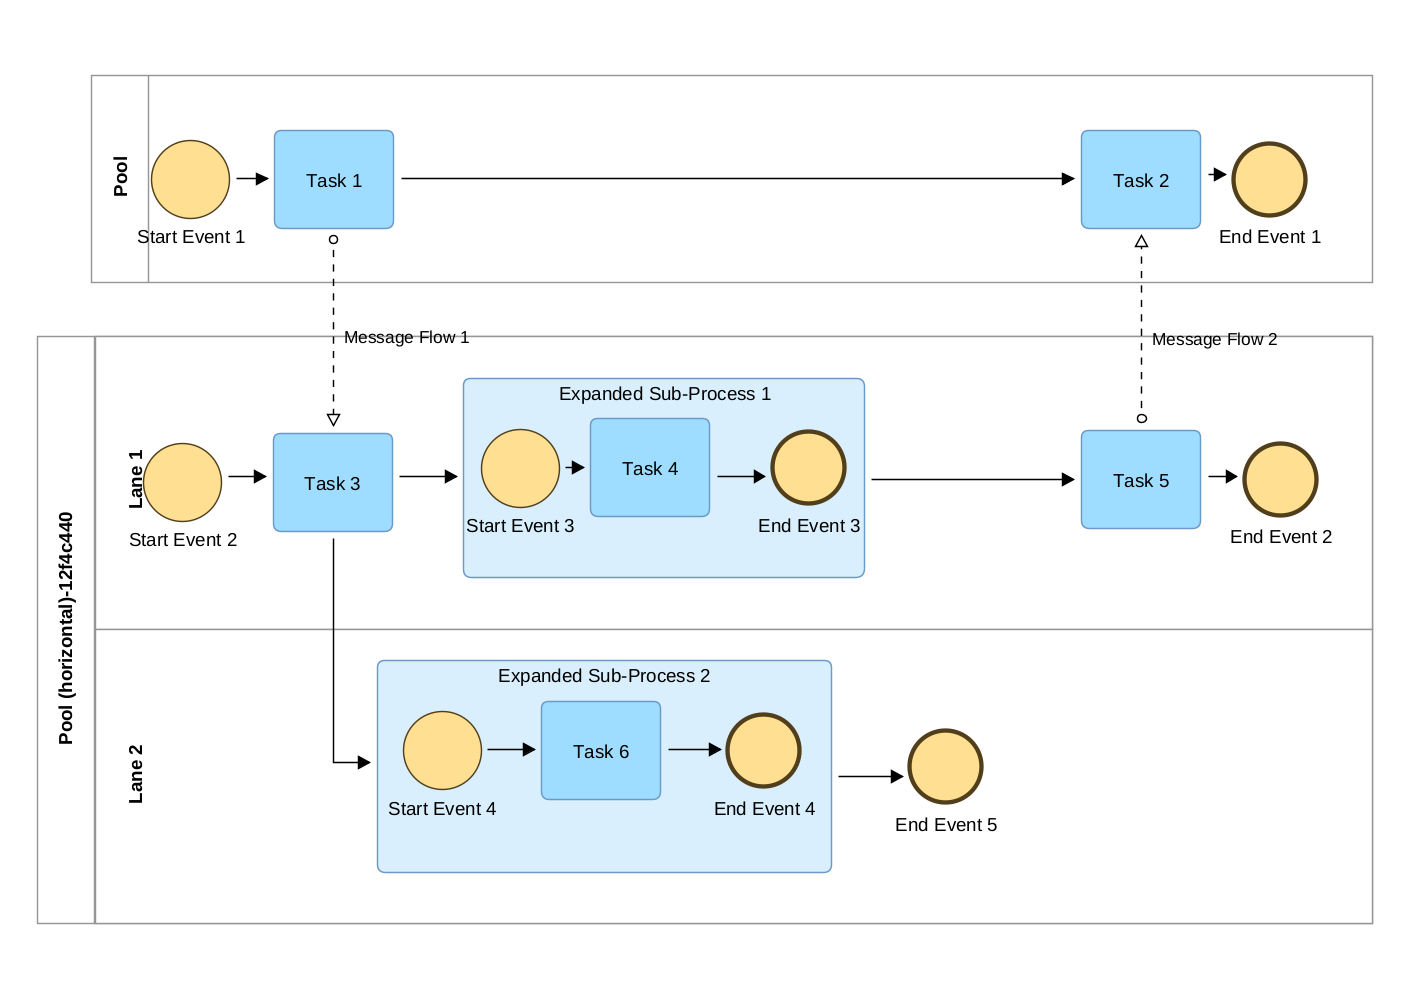 Pool
Task 1
Task 2
Start Event 1
End Event 1
Message Flow 1
Message Flow 2
Pool (horizontal)-12f4c440
Lane 1
Expanded Sub-Process 1
Task 3
Task 4
Task 5
Start Event 2
Start Event 3
End Event 3
End Event 2
Lane 2
Expanded Sub-Process 2
Task 6
Start Event 4
End Event 4
End Event 5